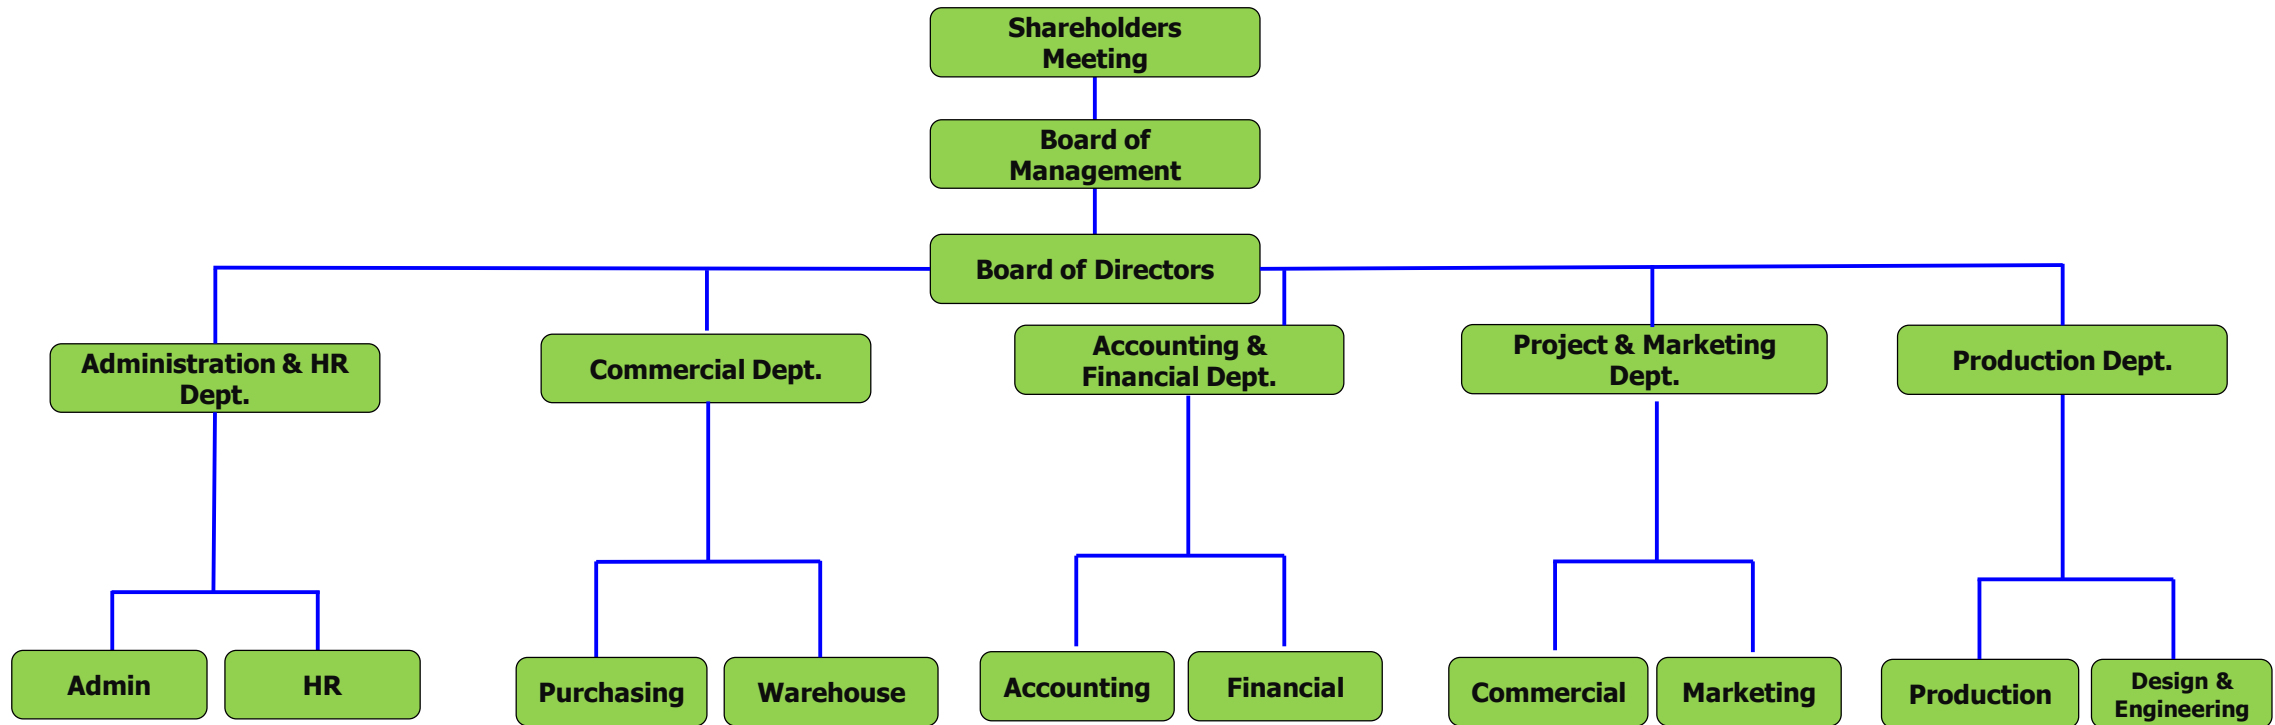 Shareholders
Meeting
Board of
Management
Board of Directors
Administration & HR
Dept.
Commercial Dept.
Accounting &
Financial Dept.
Project & Marketing
Dept.
Production Dept.
Admin
HR
Purchasing
Warehouse
Accounting
Financial
Commercial
Marketing
Production
Design &
Engineering